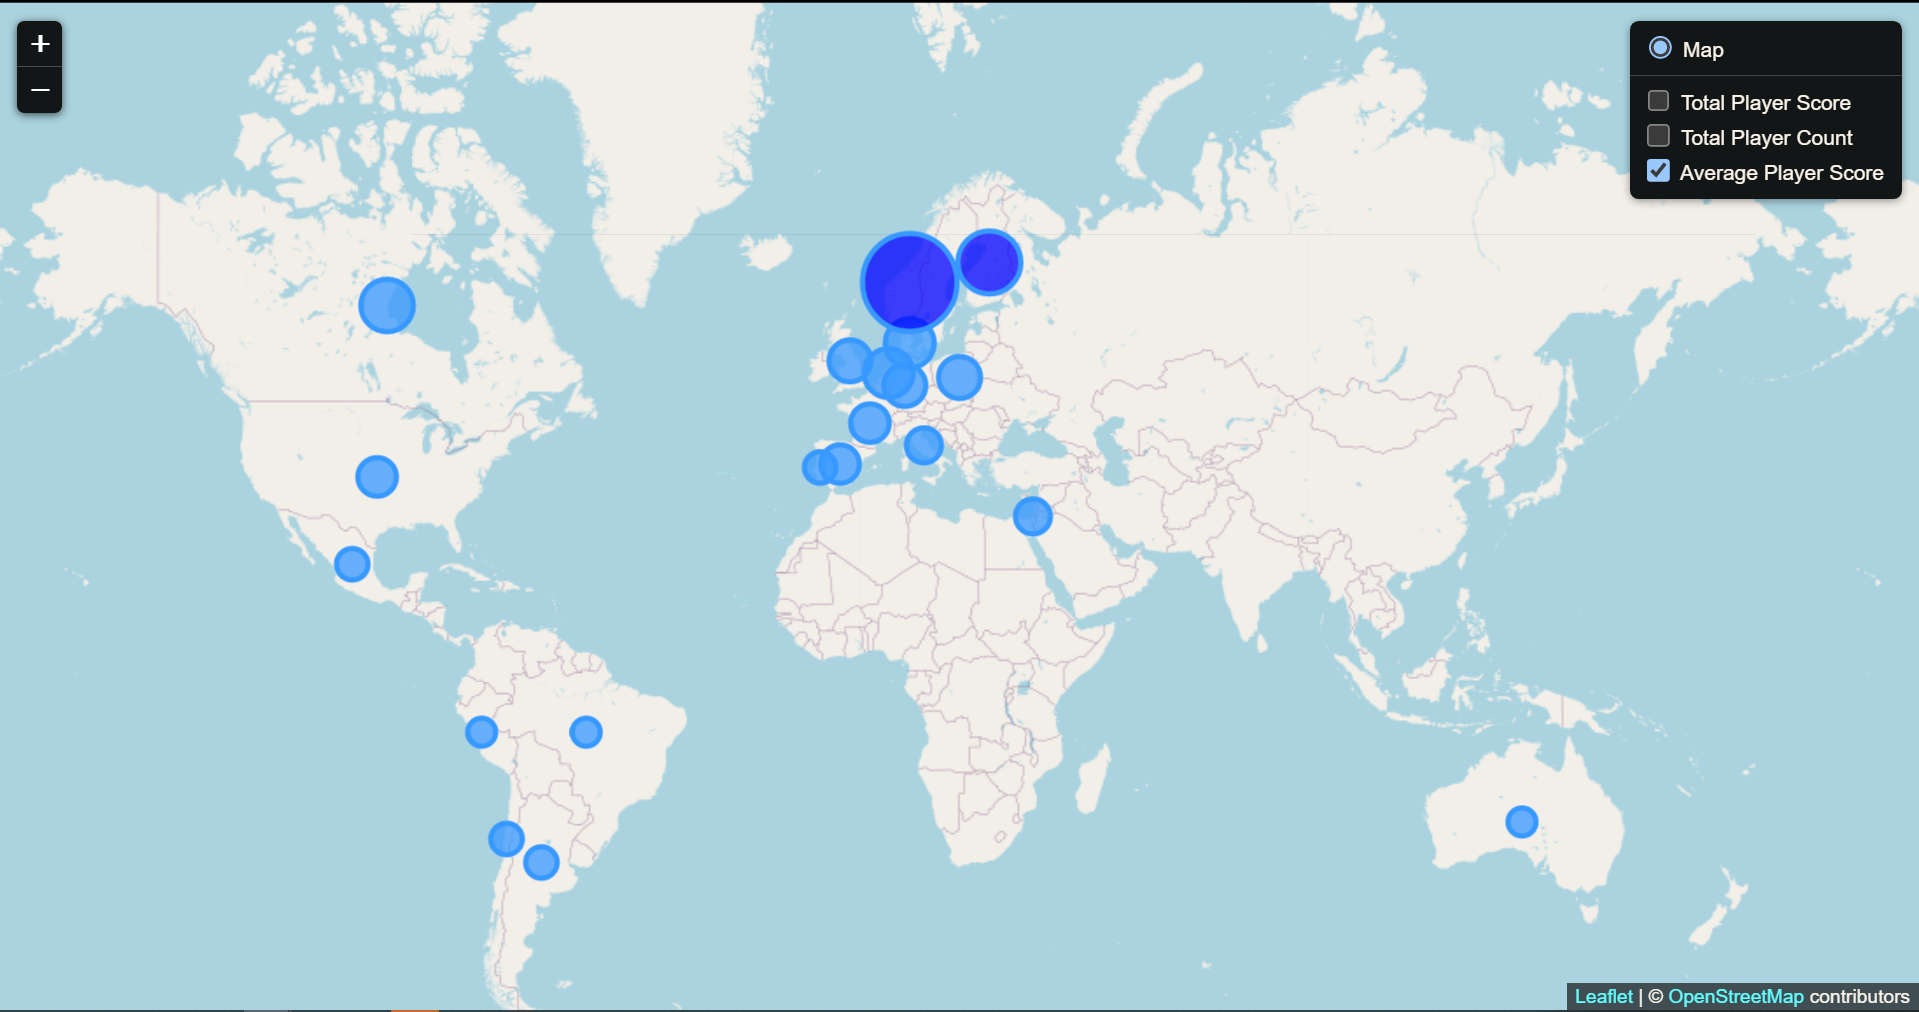 +
Map
Total Player Score
−
Total Player Count
Average Player Score
Leaflet | © OpenStreetMap contributors